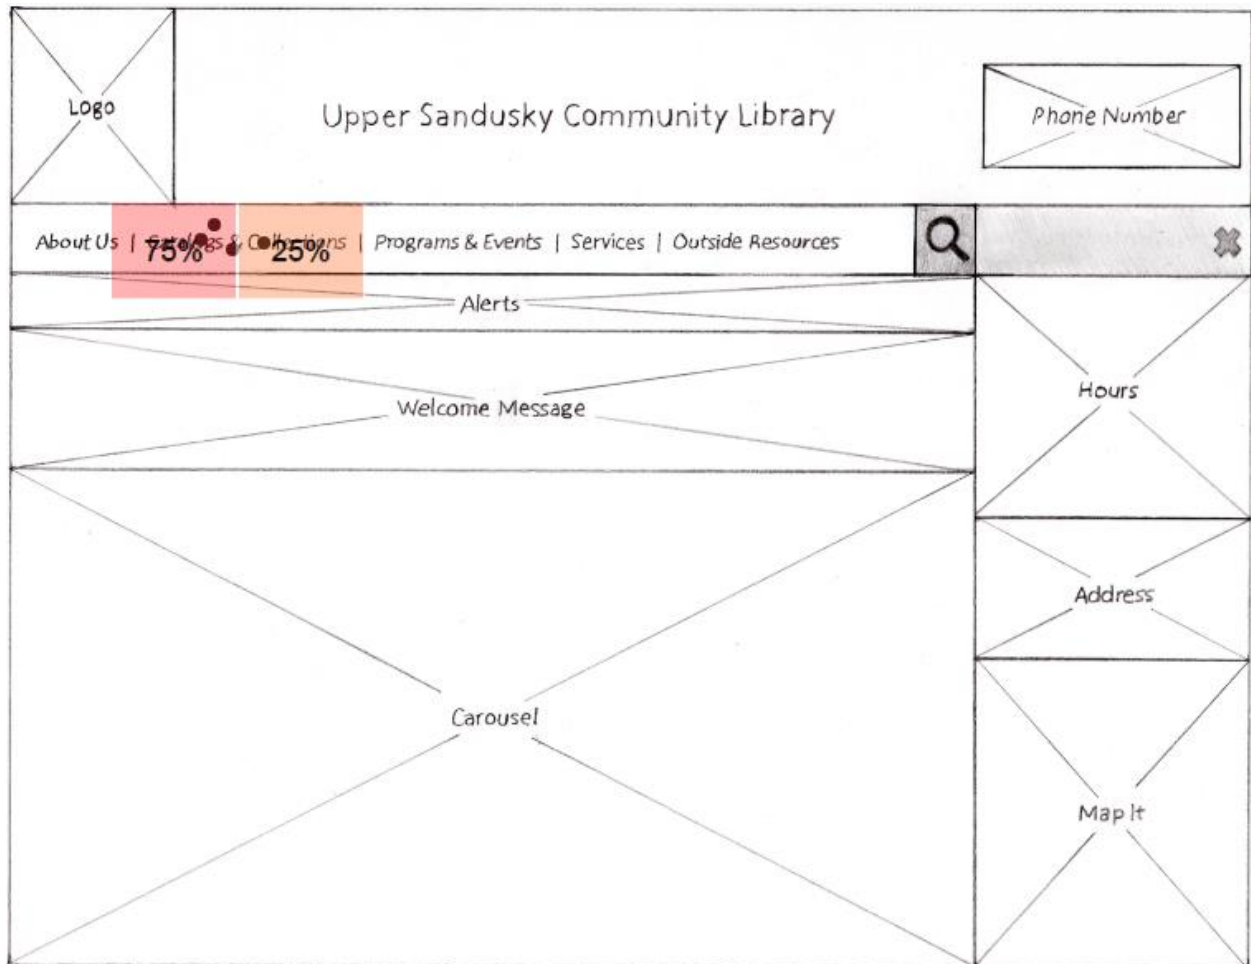 Logo
Upper Sandusky Community Library
Phone Number
About Us | Catalogs & Collections | Programs & Events | Services | Outside Resources
75%
25%
Alerts
Welcome Message
Hours
Address
Carousel
Map It